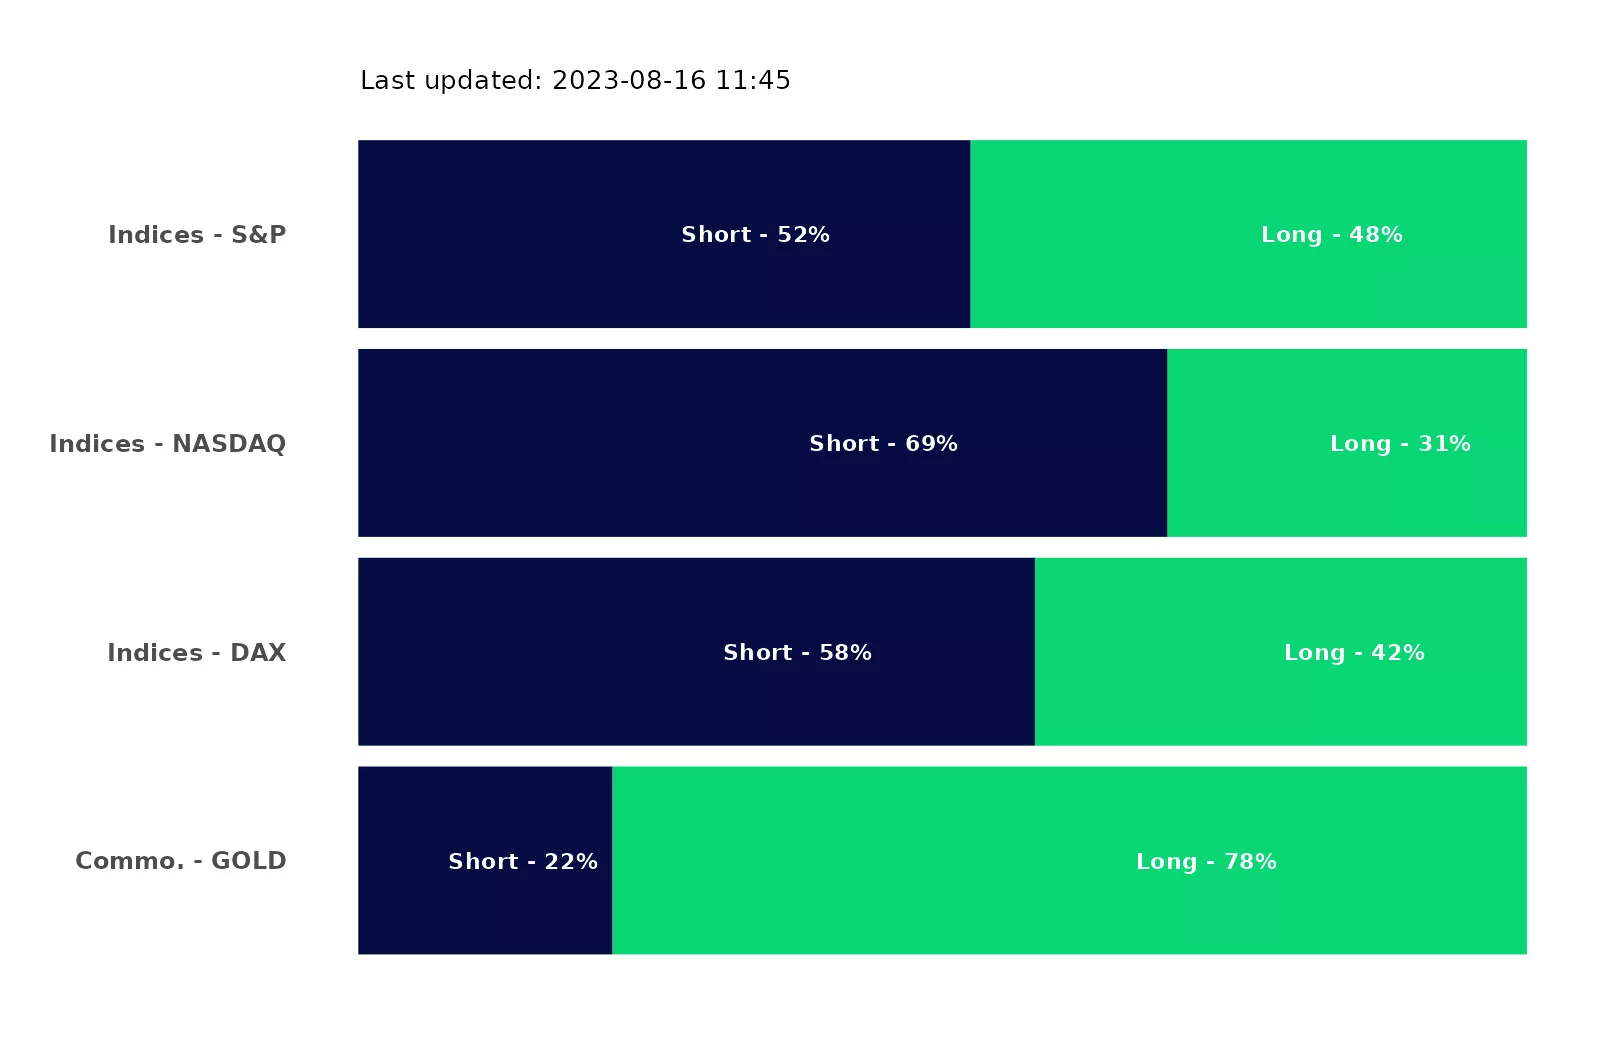 Last updated: 2023-08-16 11:45
Indices - S&P Short - 52% Long - 48%
Indices - NASDAQ Short - 69% Long - 31%
Indices - DAX Short - 58% Long - 42%
Commo. - GOLD Short - 22% Long - 78%